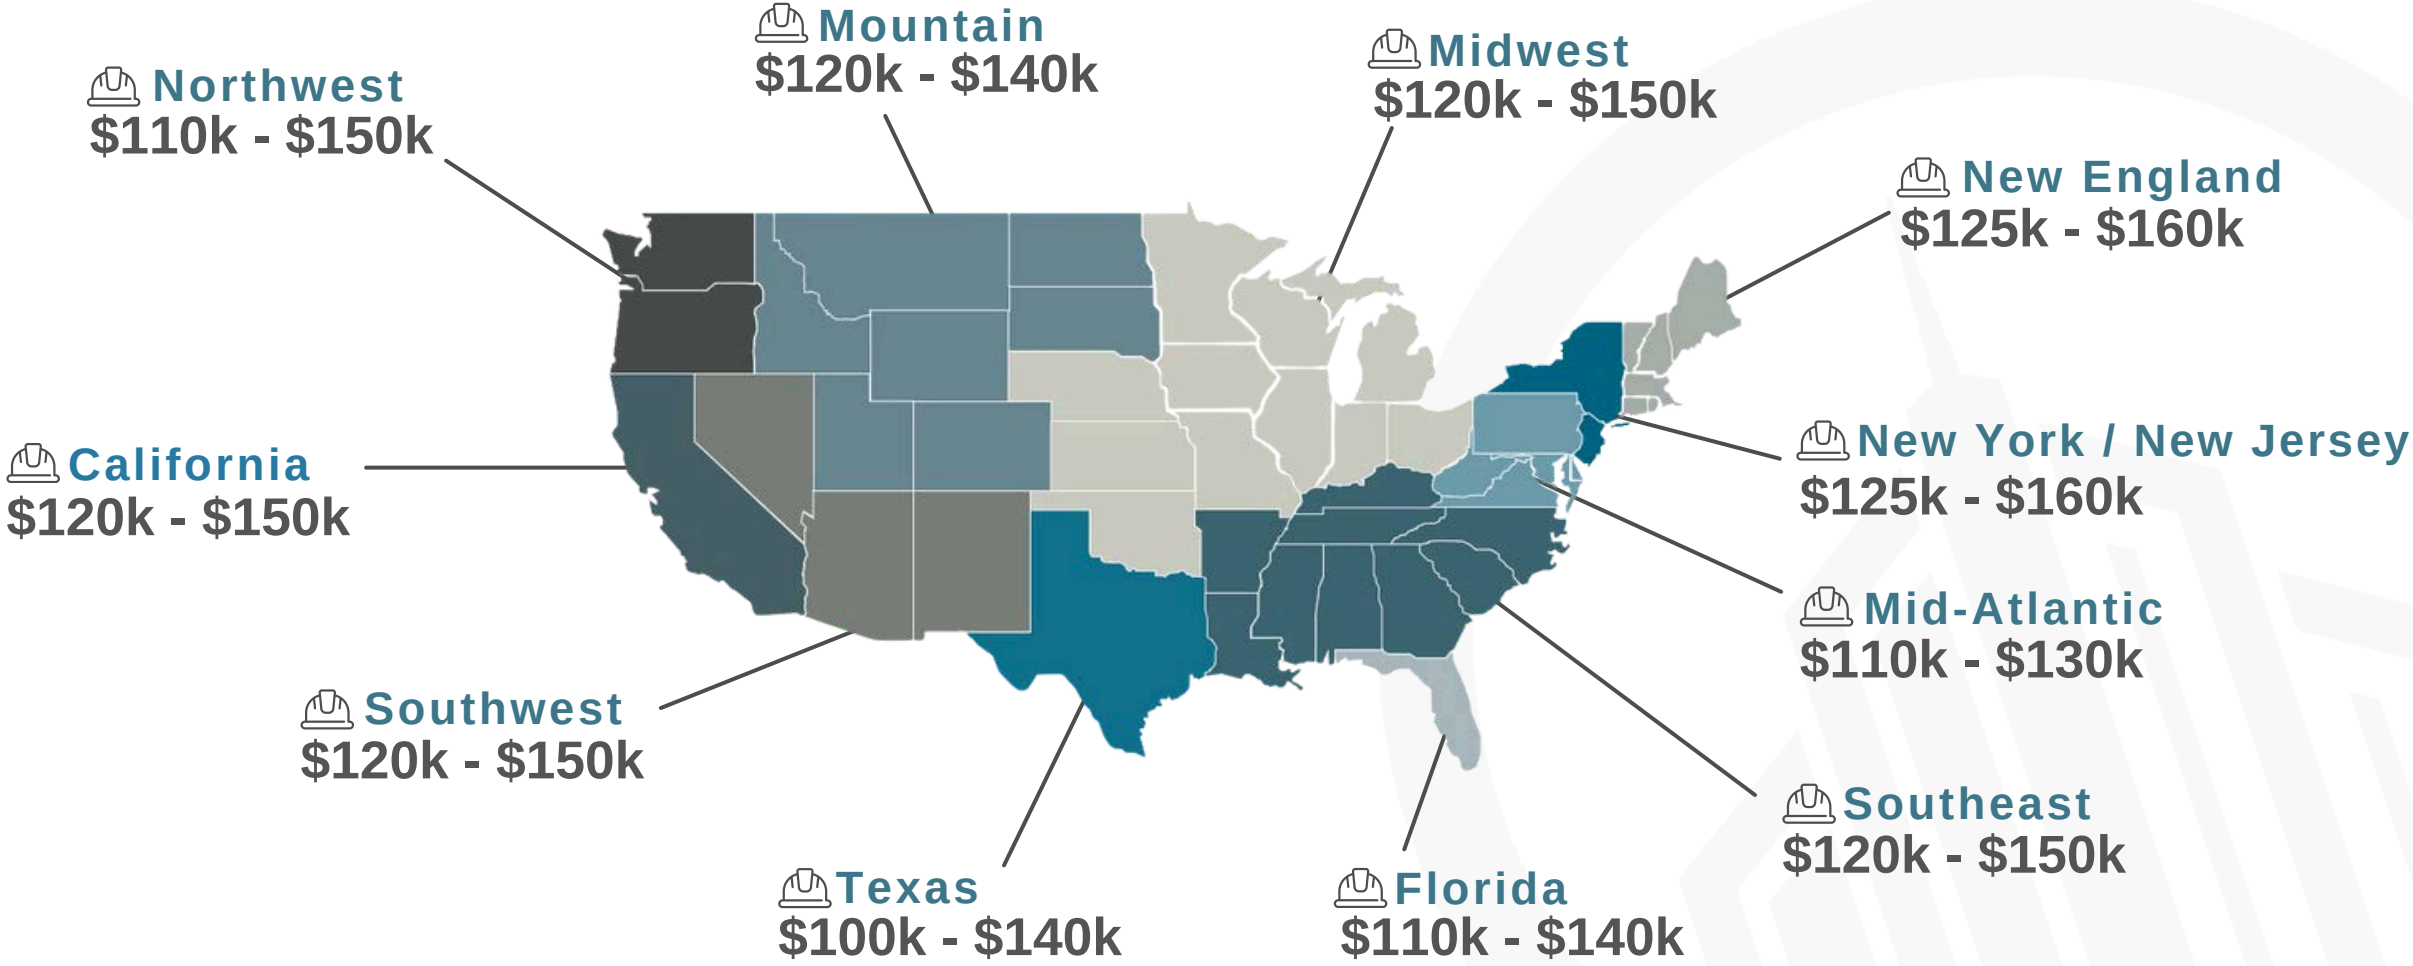 Mountain
$120k - $140k
Midwest
$120k - $150k
Northwest
$110k - $150k
New England
$125k - $160k
California
$120k - $150k
New York / New Jersey
$125k - $160k
Mid-Atlantic
$110k - $130k
Southwest
$120k - $150k
Southeast
$120k - $150k
Texas
$100k - $140k
Florida
$110k - $140k